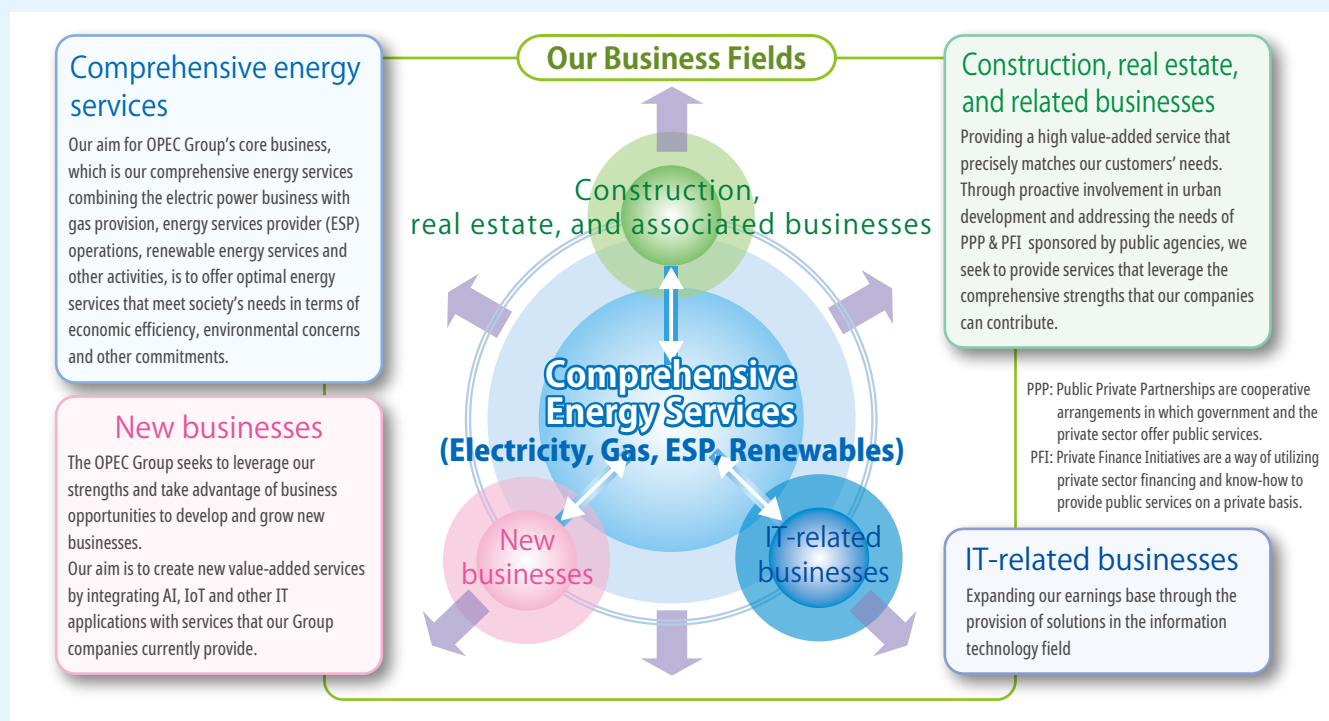 Our Business Fields
Comprehensive energy
services
Our aim for OPEC Group's core business,
which is our comprehensive energy services
combining the electric power business with
gas provision, energy services provider (ESP)
operations, renewable energy services and
other activities, is to offer optimal energy
services that meet society's needs in terms of
economic efficiency, environmental concerns
and other commitments.
New businesses
The OPEC Group seeks to leverage our
strengths and take advantage of business
opportunities to develop and grow new
businesses.
Our aim is to create new value-added services
by integrating AI, IoT and other IT
applications with services that our Group
companies currently provide.
Construction,
real estate, and associated businesses
Comprehensive
Energy Services
(Electricity, Gas, ESP, Renewables)
New
businesses
IT-related
businesses
Construction, real estate,
and related businesses
Providing a high value-added service that
precisely matches our customers' needs.
Through proactive involvement in urban
development and addressing the needs of
PPP & PFI sponsored by public agencies, we
seek to provide services that leverage the
comprehensive strengths that our companies
can contribute.
PPP: Public Private Partnerships are cooperative
arrangements in which government and the
private sector offer public services.
PFI: Private Finance Initiatives are a way of utilizing
private sector financing and know-how to
provide public services on a private basis.
IT-related businesses
Expanding our earnings base through the
provision of solutions in the information
technology field